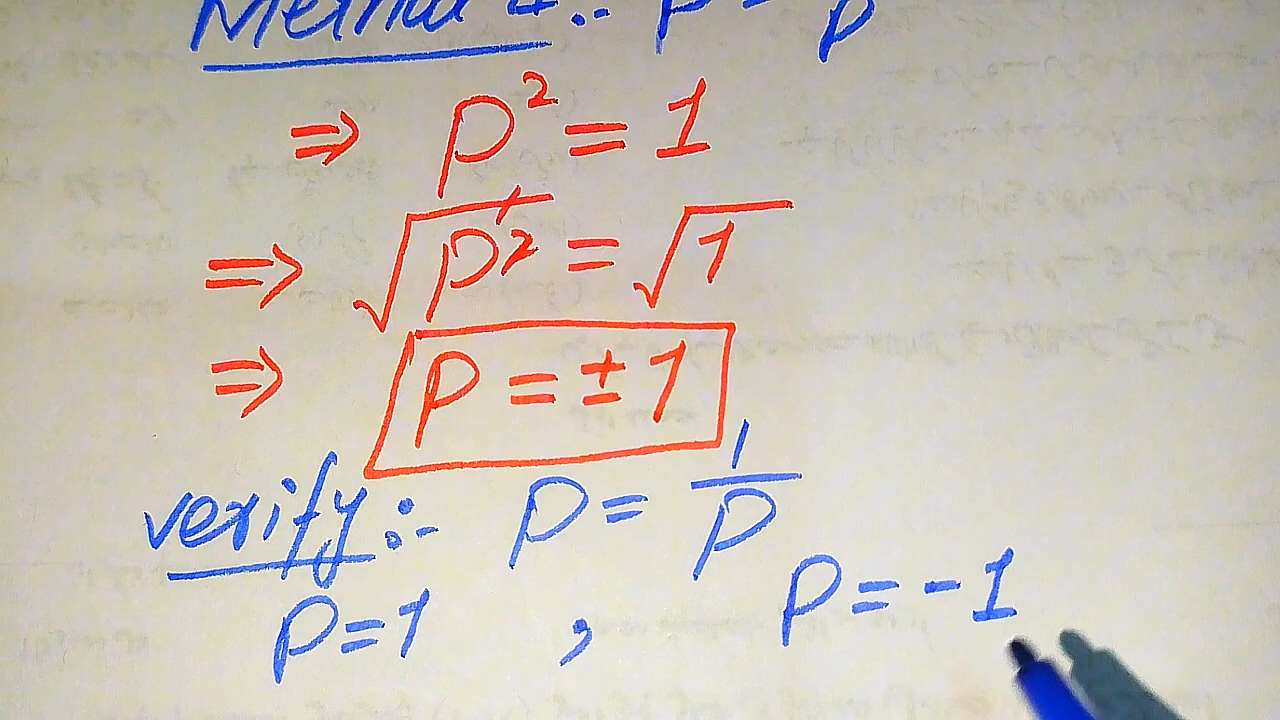 P =
⇒ P² = 1
⇒ √P² = √1
⇒ P = ± 1
verify:- P = 1/P
P = 1 , P = -1